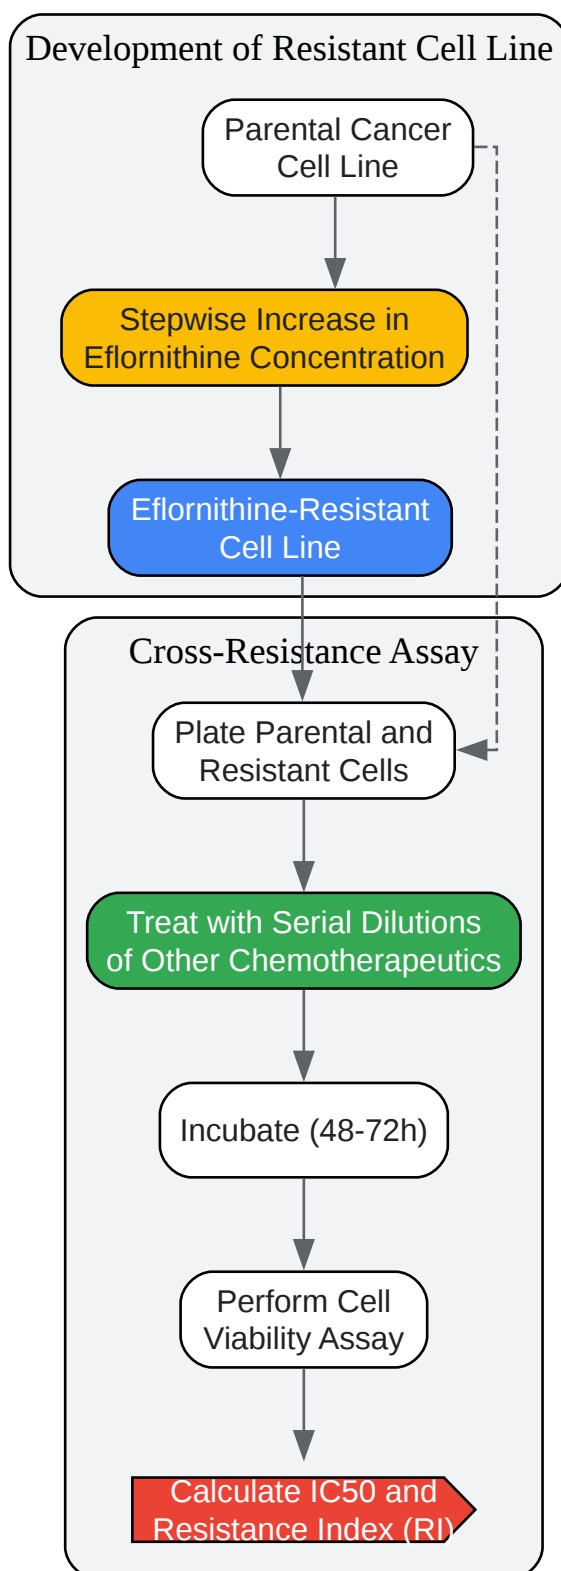 Development of Resistant Cell Line
Parental Cancer
Cell Line
Stepwise Increase in
Eflornithine Concentration
Eflornithine-Resistant
Cell Line
Cross-Resistance Assay
Plate Parental and
Resistant Cells
Treat with Serial Dilutions
of Other Chemotherapeutics
Incubate (48-72h)
Perform Cell
Viability Assay
Calculate IC50 and
Resistance Index (RI)